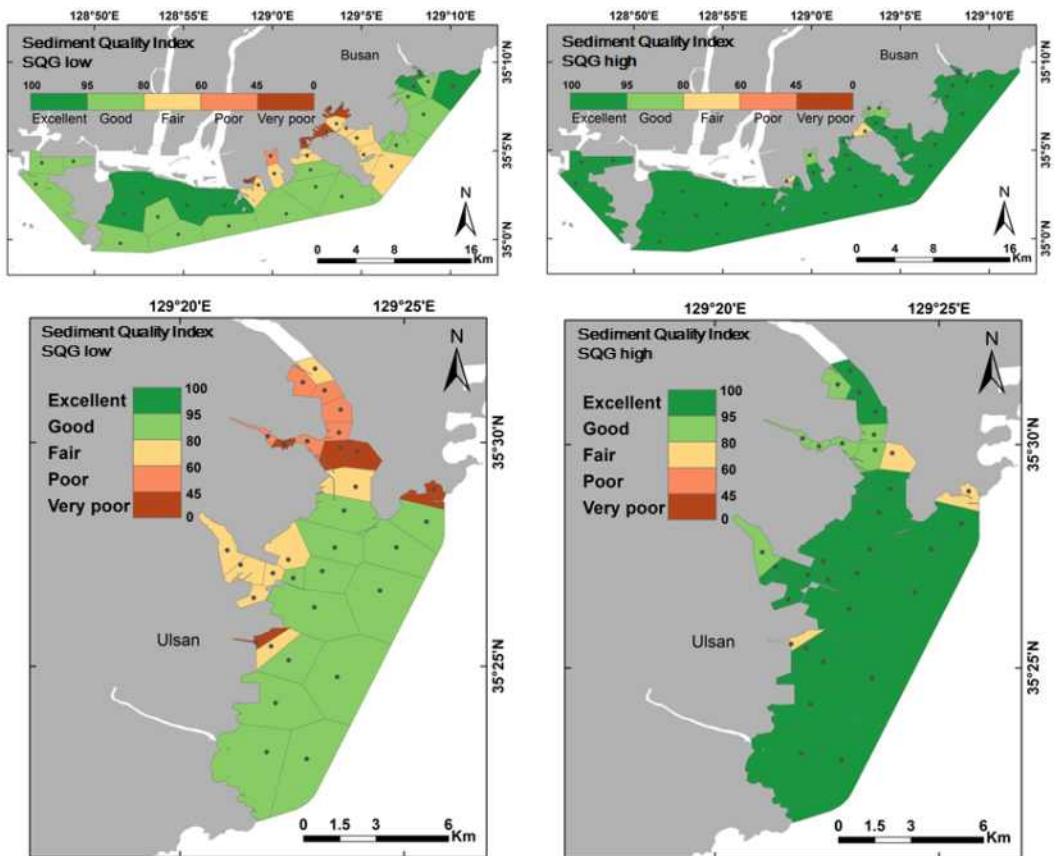 128°50'E 128°55'E 129°0'E 129°5'E 129°10'E
Sediment Quality Index
SQG low
Busan
100 95 80 60 45 0
Excellent Good Fair Poor Very poor
35°10'N
35°5'N
35°0'N
N
0 4 8 16
Km
128°50'E 128°55'E 129°0'E 129°5'E 129°10'E
Sediment Quality Index
SQG high
Busan
100 95 80 60 45 0
Excellent Good Fair Poor Very poor
35°10'N
35°5'N
35°0'N
N
0 4 8 16
Km
129°20'E 129°25'E
Sediment Quality Index
SQG low
N
Excellent
Good
Fair
Poor
Very poor
100
95
80
60
45
0
35°30'N
35°25'N
Ulsan
0 1.5 3 6
Km
129°20'E 129°25'E
Sediment Quality Index
SQG high
N
Excellent
Good
Fair
Poor
Very poor
100
95
80
60
45
0
35°30'N
35°25'N
Ulsan
0 1.5 3 6
Km